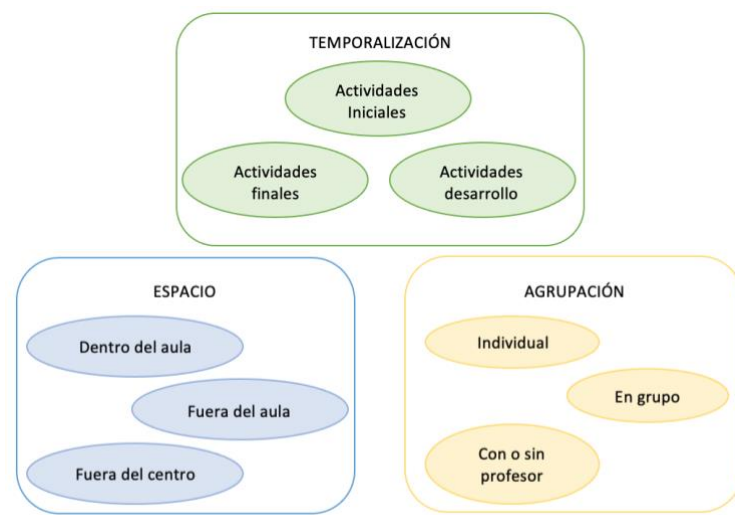 TEMPORALIZACIÓN
Actividades
Iniciales
Actividades
finales
Actividades
desarrollo
ESPACIO
Dentro del aula
Fuera del aula
Fuera del centro
AGRUPACIÓN
Individual
En grupo
Con o sin
profesor